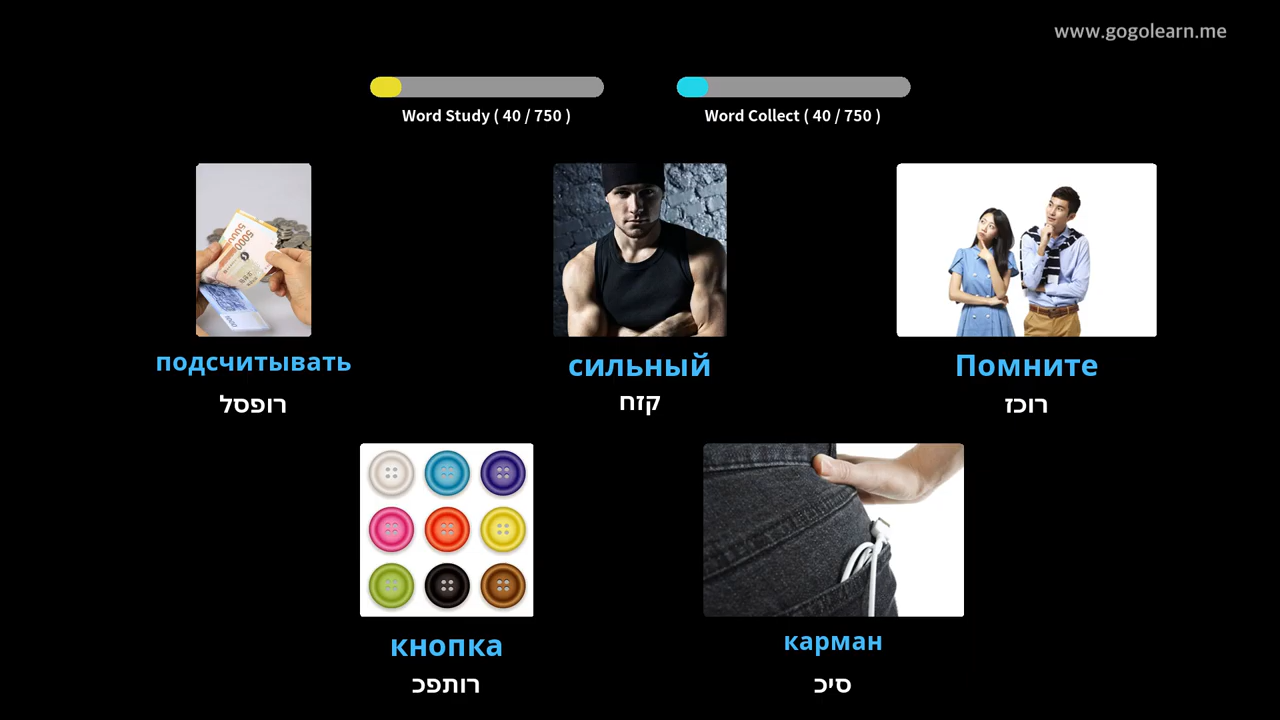 www.gogolearn.me
Word Study ( 40 / 750 )
Word Collect ( 40 / 750 )
подсчитывать
רופסל
сильный
קזח
Помните
רוכז
кнопка
רותפכ
карман
סיכ